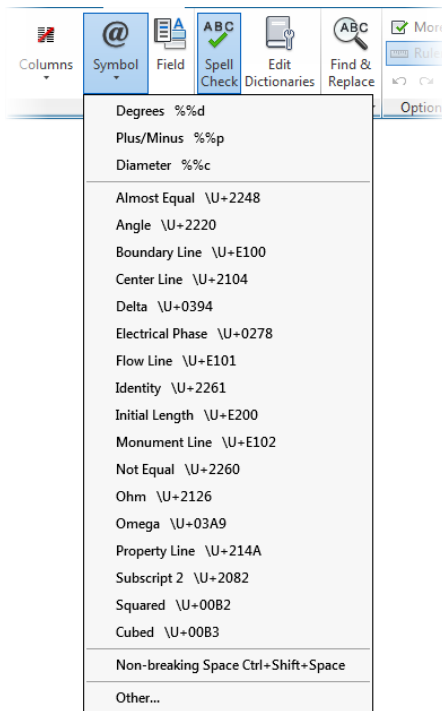 @
A
ABC
ABC
Columns
Symbol
Field
Spell
Check
Edit
Dictionaries
Find &
Replace
More
Rule
Option
Degrees %%d
Plus/Minus %%p
Diameter %%c
Almost Equal \U+2248
Angle \U+2220
Boundary Line \U+E100
Center Line \U+2104
Delta \U+0394
Electrical Phase \U+0278
Flow Line \U+E101
Identity \U+2261
Initial Length \U+E200
Monument Line \U+E102
Not Equal \U+2260
Ohm \U+2126
Omega \U+03A9
Property Line \U+214A
Subscript 2 \U+2082
Squared \U+00B2
Cubed \U+00B3
Non-breaking Space Ctrl+Shift+Space
Other...